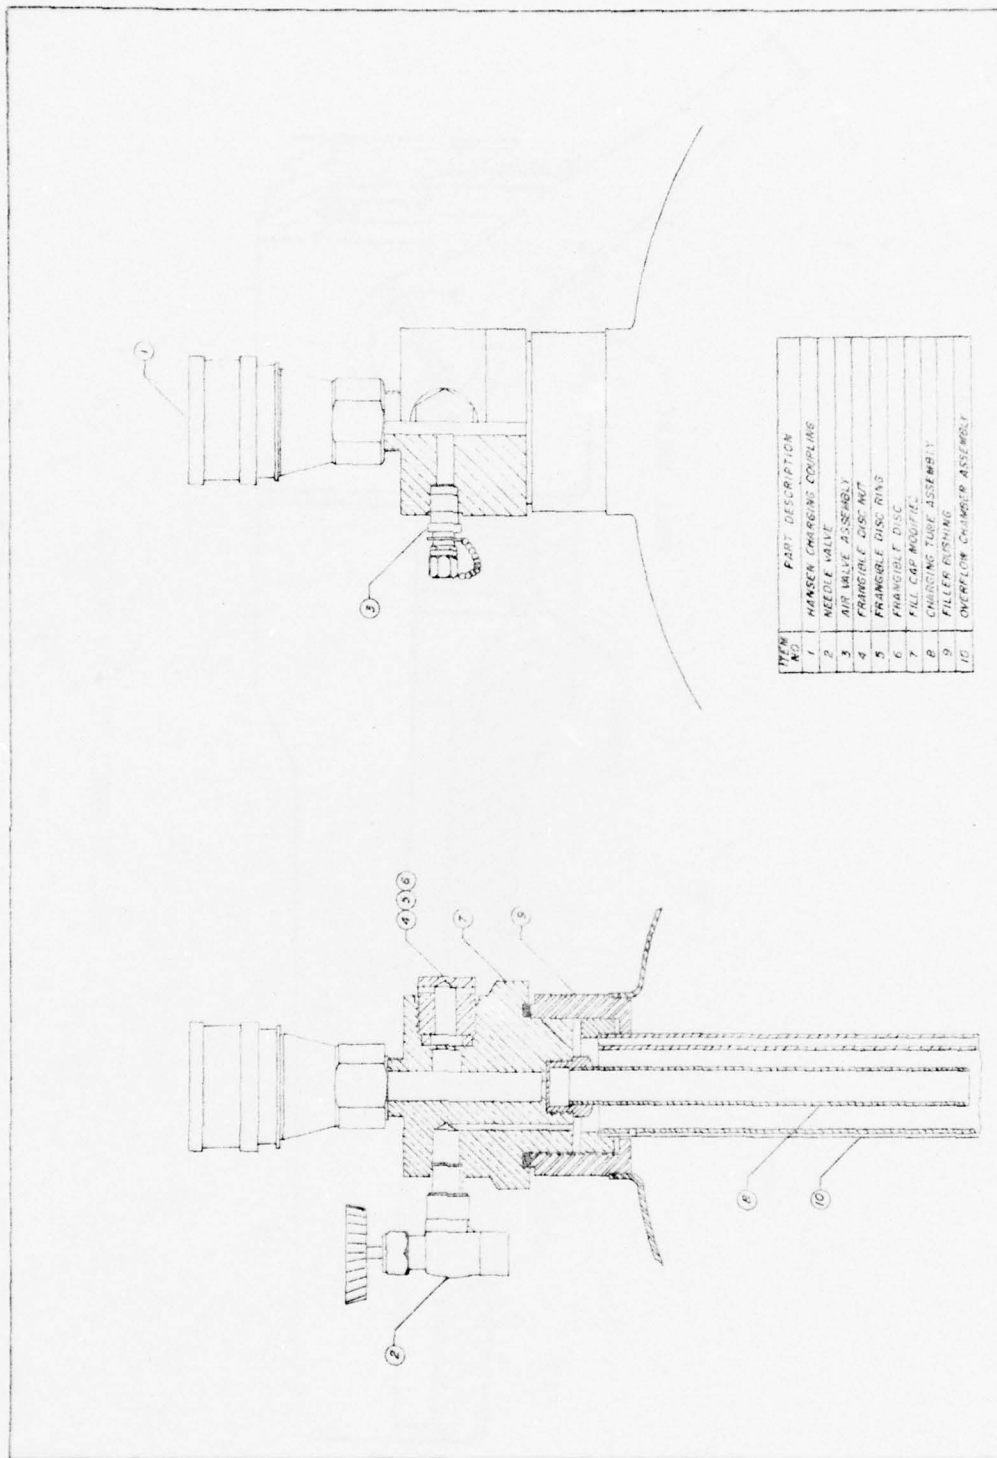 1
3
4 5 6
7
9
2
8
10
ITEM NO PART DESCRIPTION
1 HANSEN CHARGING COUPLING
2 NEEDLE VALVE
3 AIR VALVE ASSEMBLY
4 FRANGIBLE DISC NUT
5 FRANGIBLE DISC RING
6 FRANGIBLE DISC
7 FILL CAP MODIFIED
8 CHARGING TUBE ASSEMBLY
9 FILLER BUSHING
10 OVERFLOW CHAMBER ASSEMBLY